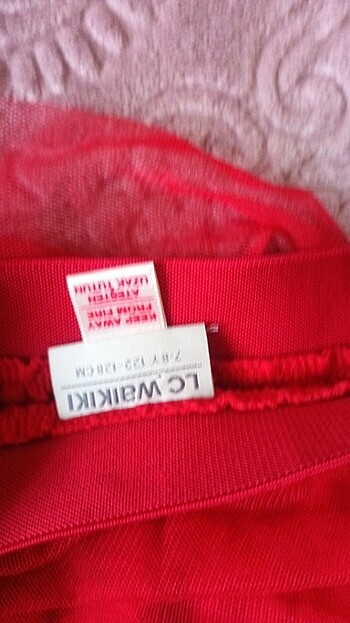 LC WAIKIKI
7-8 Y 122-128 CM
KEEP AWAY
FROM FIRE
ATEŞTEN
UZAK TUTUN